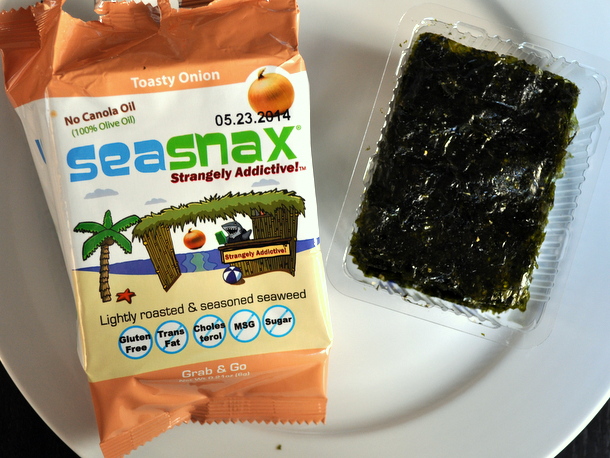 Toasty Onion
No Canola Oil
(100% Olive Oil)
05.23.2014
seasnax®
Strangely Addictive!™
Strangely Addictive!
Lightly roasted & seasoned seaweed
Gluten Free
Trans Fat
Choles terol
MSG
Sugar
Grab & Go